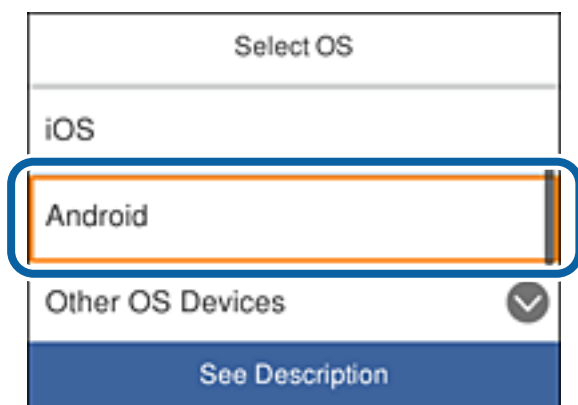 Select OS
iOS
Android
Other OS Devices
See Description